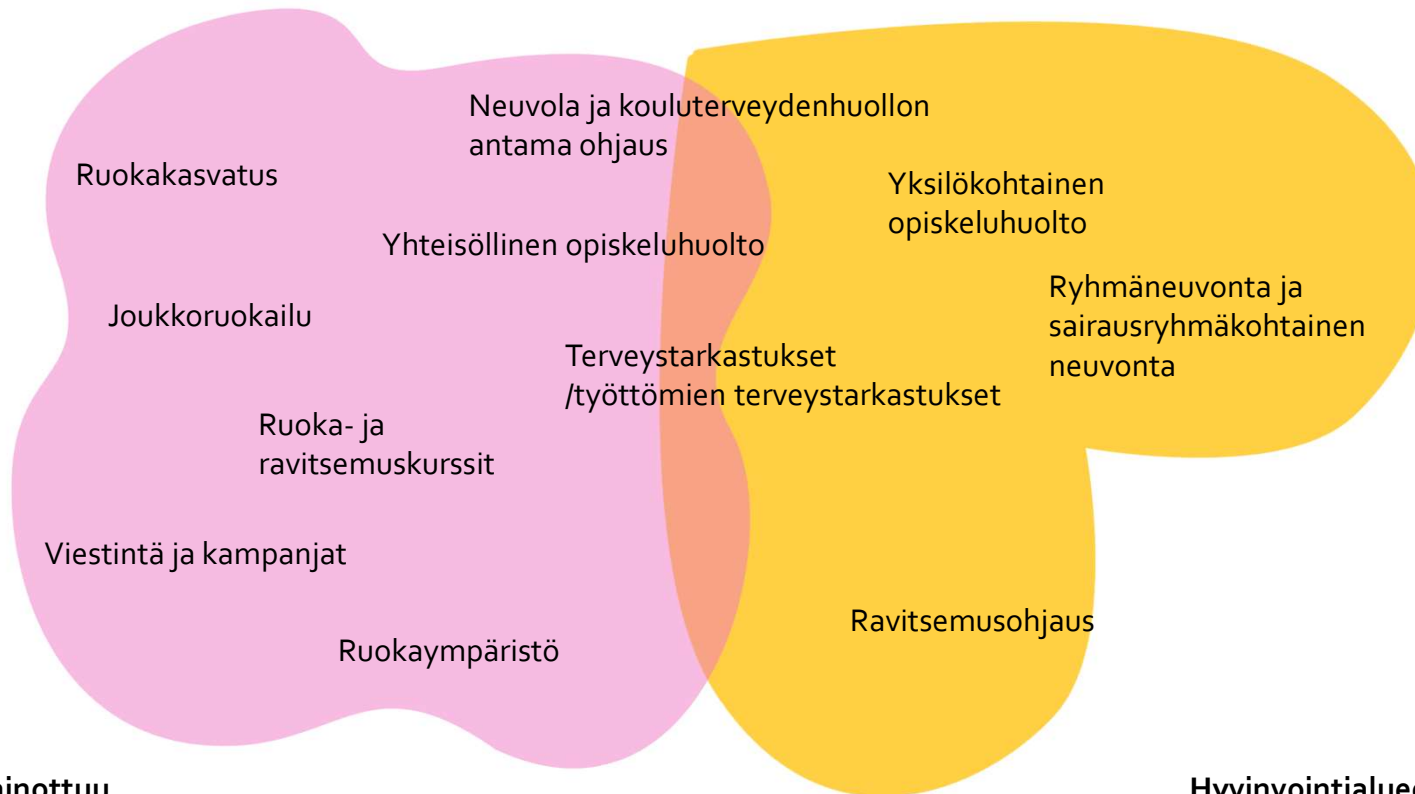 Neuvola ja kouluterveydenhuollon
antama ohjaus
Ruokakasvatus
Yksilökohtainen
opiskeluhuolto
Yhteisöllinen opiskeluhuolto
Ryhmäneuvonta ja
sairausryhmäkohtainen
neuvonta
Joukkoruokailu
Terveystarkastukset
/työttömien terveystarkastukset
Ruoka- ja
ravitsemuskurssit
Viestintä ja kampanjat
Ravitsemusohjaus
Ruokaympäristö